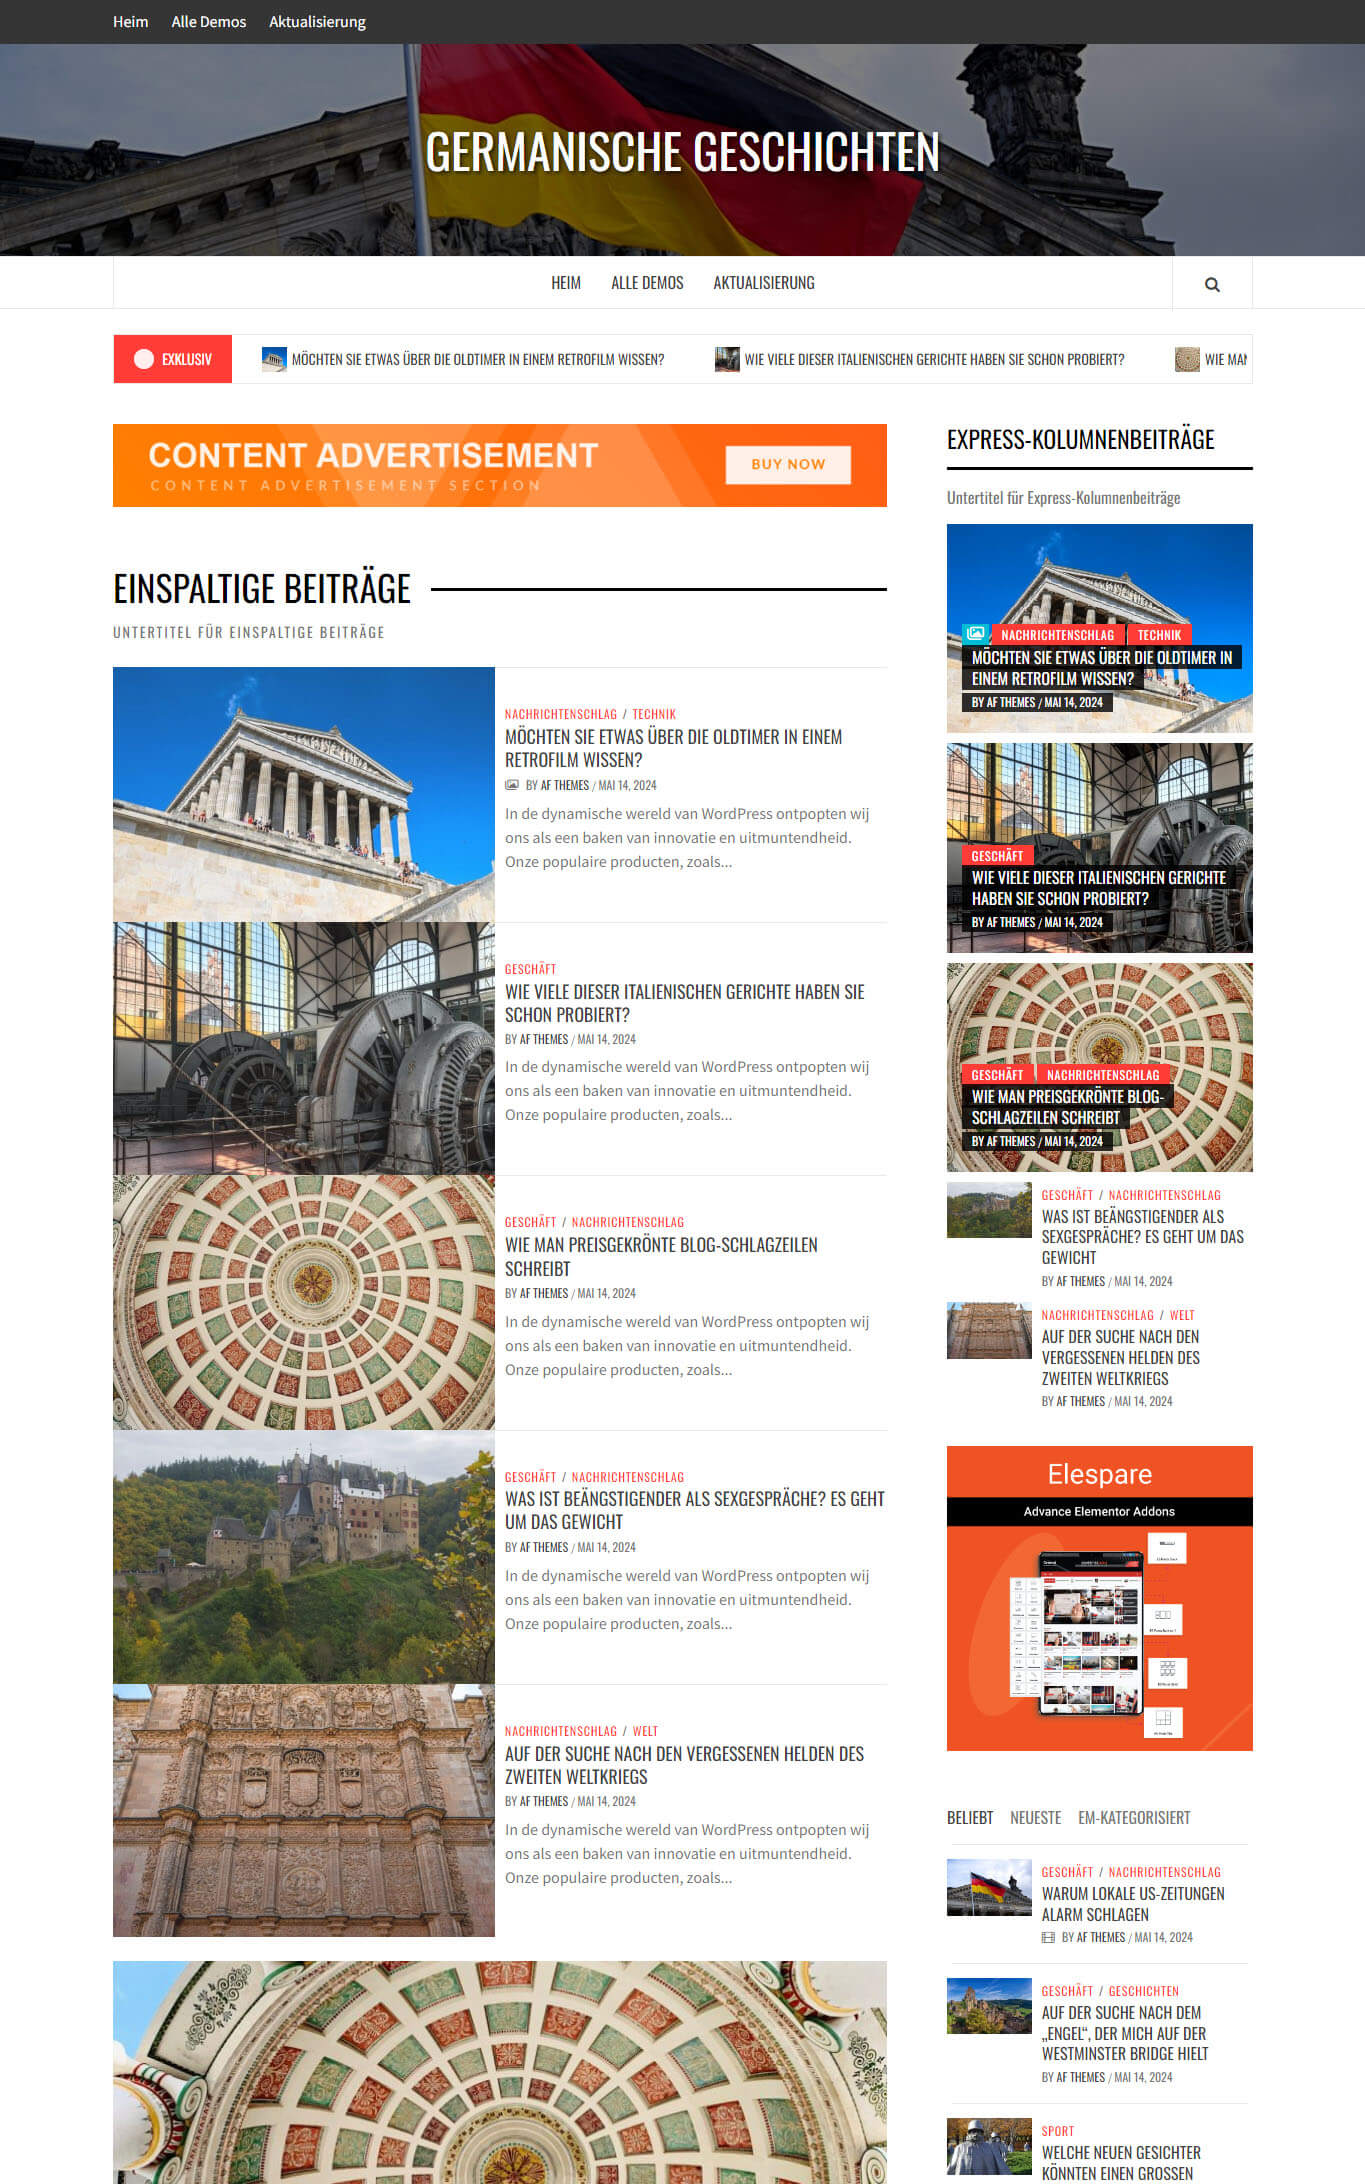 Heim Alle Demos Aktualisierung
GERMANISCHE GESCHICHTEN
HEIM ALLE DEMOS AKTUALISIERUNG
EXKLUSIV MÖCHTEN SIE ETWAS ÜBER DIE OLDTIMER IN EINEM RETROFILM WISSEN? WIE VIELE DIESER ITALIENISCHEN GERICHTE HABEN SIE SCHON PROBIERT? WIE MAN
CONTENT ADVERTISEMENT
CONTENT ADVERTISEMENT SECTION
BUY NOW
EINSPALTIGE BEITRÄGE
UNTERTITEL FÜR EINSPALTIGE BEITRÄGE
NACHRICHTENSCHLAG / TECHNIK
MÖCHTEN SIE ETWAS ÜBER DIE OLDTIMER IN EINEM
RETROFILM WISSEN?
BY AF THEMES / MAI 14, 2024
In de dynamische wereld van WordPress ontpopten wij
ons als een baken van innovatie en uitmuntendheid.
Onze populaire producten, zoals...
GESCHÄFT
WIE VIELE DIESER ITALIENISCHEN GERICHTE HABEN SIE
SCHON PROBIERT?
BY AF THEMES / MAI 14, 2024
In de dynamische wereld van WordPress ontpopten wij
ons als een baken van innovatie en uitmuntendheid.
Onze populaire producten, zoals...
GESCHÄFT / NACHRICHTENSCHLAG
WIE MAN PREISGEKRÖNTE BLOG-SCHLAGZEILEN
SCHREIBT
BY AF THEMES / MAI 14, 2024
In de dynamische wereld van WordPress ontpopten wij
ons als een baken van innovatie en uitmuntendheid.
Onze populaire producten, zoals...
GESCHÄFT / NACHRICHTENSCHLAG
WAS IST BEÄNGSTIGENDER ALS SEXGESPRÄCHE? ES GEHT
UM DAS GEWICHT
BY AF THEMES / MAI 14, 2024
In de dynamische wereld van WordPress ontpopten wij
ons als een baken van innovatie en uitmuntendheid.
Onze populaire producten, zoals...
NACHRICHTENSCHLAG / WELT
AUF DER SUCHE NACH DEN VERGESSENEN HELDEN DES
ZWEITEN WELTKRIEGS
BY AF THEMES / MAI 14, 2024
In de dynamische wereld van WordPress ontpopten wij
ons als een baken van innovatie en uitmuntendheid.
Onze populaire producten, zoals...
EXPRESS-KOLUMNENBEITRÄGE
Untertitel für Express-Kolumnenbeiträge
NACHRICHTENSCHLAG TECHNIK
MÖCHTEN SIE ETWAS ÜBER DIE OLDTIMER IN
EINEM RETROFILM WISSEN?
BY AF THEMES / MAI 14, 2024
GESCHÄFT
WIE VIELE DIESER ITALIENISCHEN GERICHTE
HABEN SIE SCHON PROBIERT?
BY AF THEMES / MAI 14, 2024
GESCHÄFT NACHRICHTENSCHLAG
WIE MAN PREISGEKRÖNTE BLOG-
SCHLAGZEILEN SCHREIBT
BY AF THEMES / MAI 14, 2024
GESCHÄFT / NACHRICHTENSCHLAG
WAS IST BEÄNGSTIGENDER ALS
SEXGESPRÄCHE? ES GEHT UM DAS
GEWICHT
BY AF THEMES / MAI 14, 2024
NACHRICHTENSCHLAG / WELT
AUF DER SUCHE NACH DEN
VERGESSENEN HELDEN DES
ZWEITEN WELTKRIEGS
BY AF THEMES / MAI 14, 2024
Elespare
Advance Elementor Addons
BELIEBT NEUESTE EM-KATEGORISIERT
GESCHÄFT / NACHRICHTENSCHLAG
WARUM LOKALE US-ZEITUNGEN
ALARM SCHLAGEN
BY AF THEMES / MAI 14, 2024
GESCHÄFT / GESCHICHTEN
AUF DER SUCHE NACH DEM
„ENGEL“, DER MICH AUF DER
WESTMINSTER BRIDGE HIELT
BY AF THEMES / MAI 14, 2024
SPORT
WELCHE NEUEN GESICHTER
KÖNNTEN EINEN GROSSEN